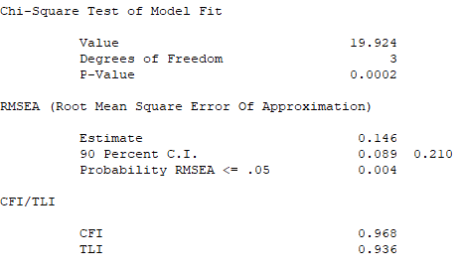 Chi-Square Test of Model Fit
Value 19.924
Degrees of Freedom 3
P-Value 0.0002
RMSEA (Root Mean Square Error Of Approximation)
Estimate 0.146
90 Percent C.I. 0.089 0.210
Probability RMSEA <= .05 0.004
CFI/TLI
CFI 0.968
TLI 0.936